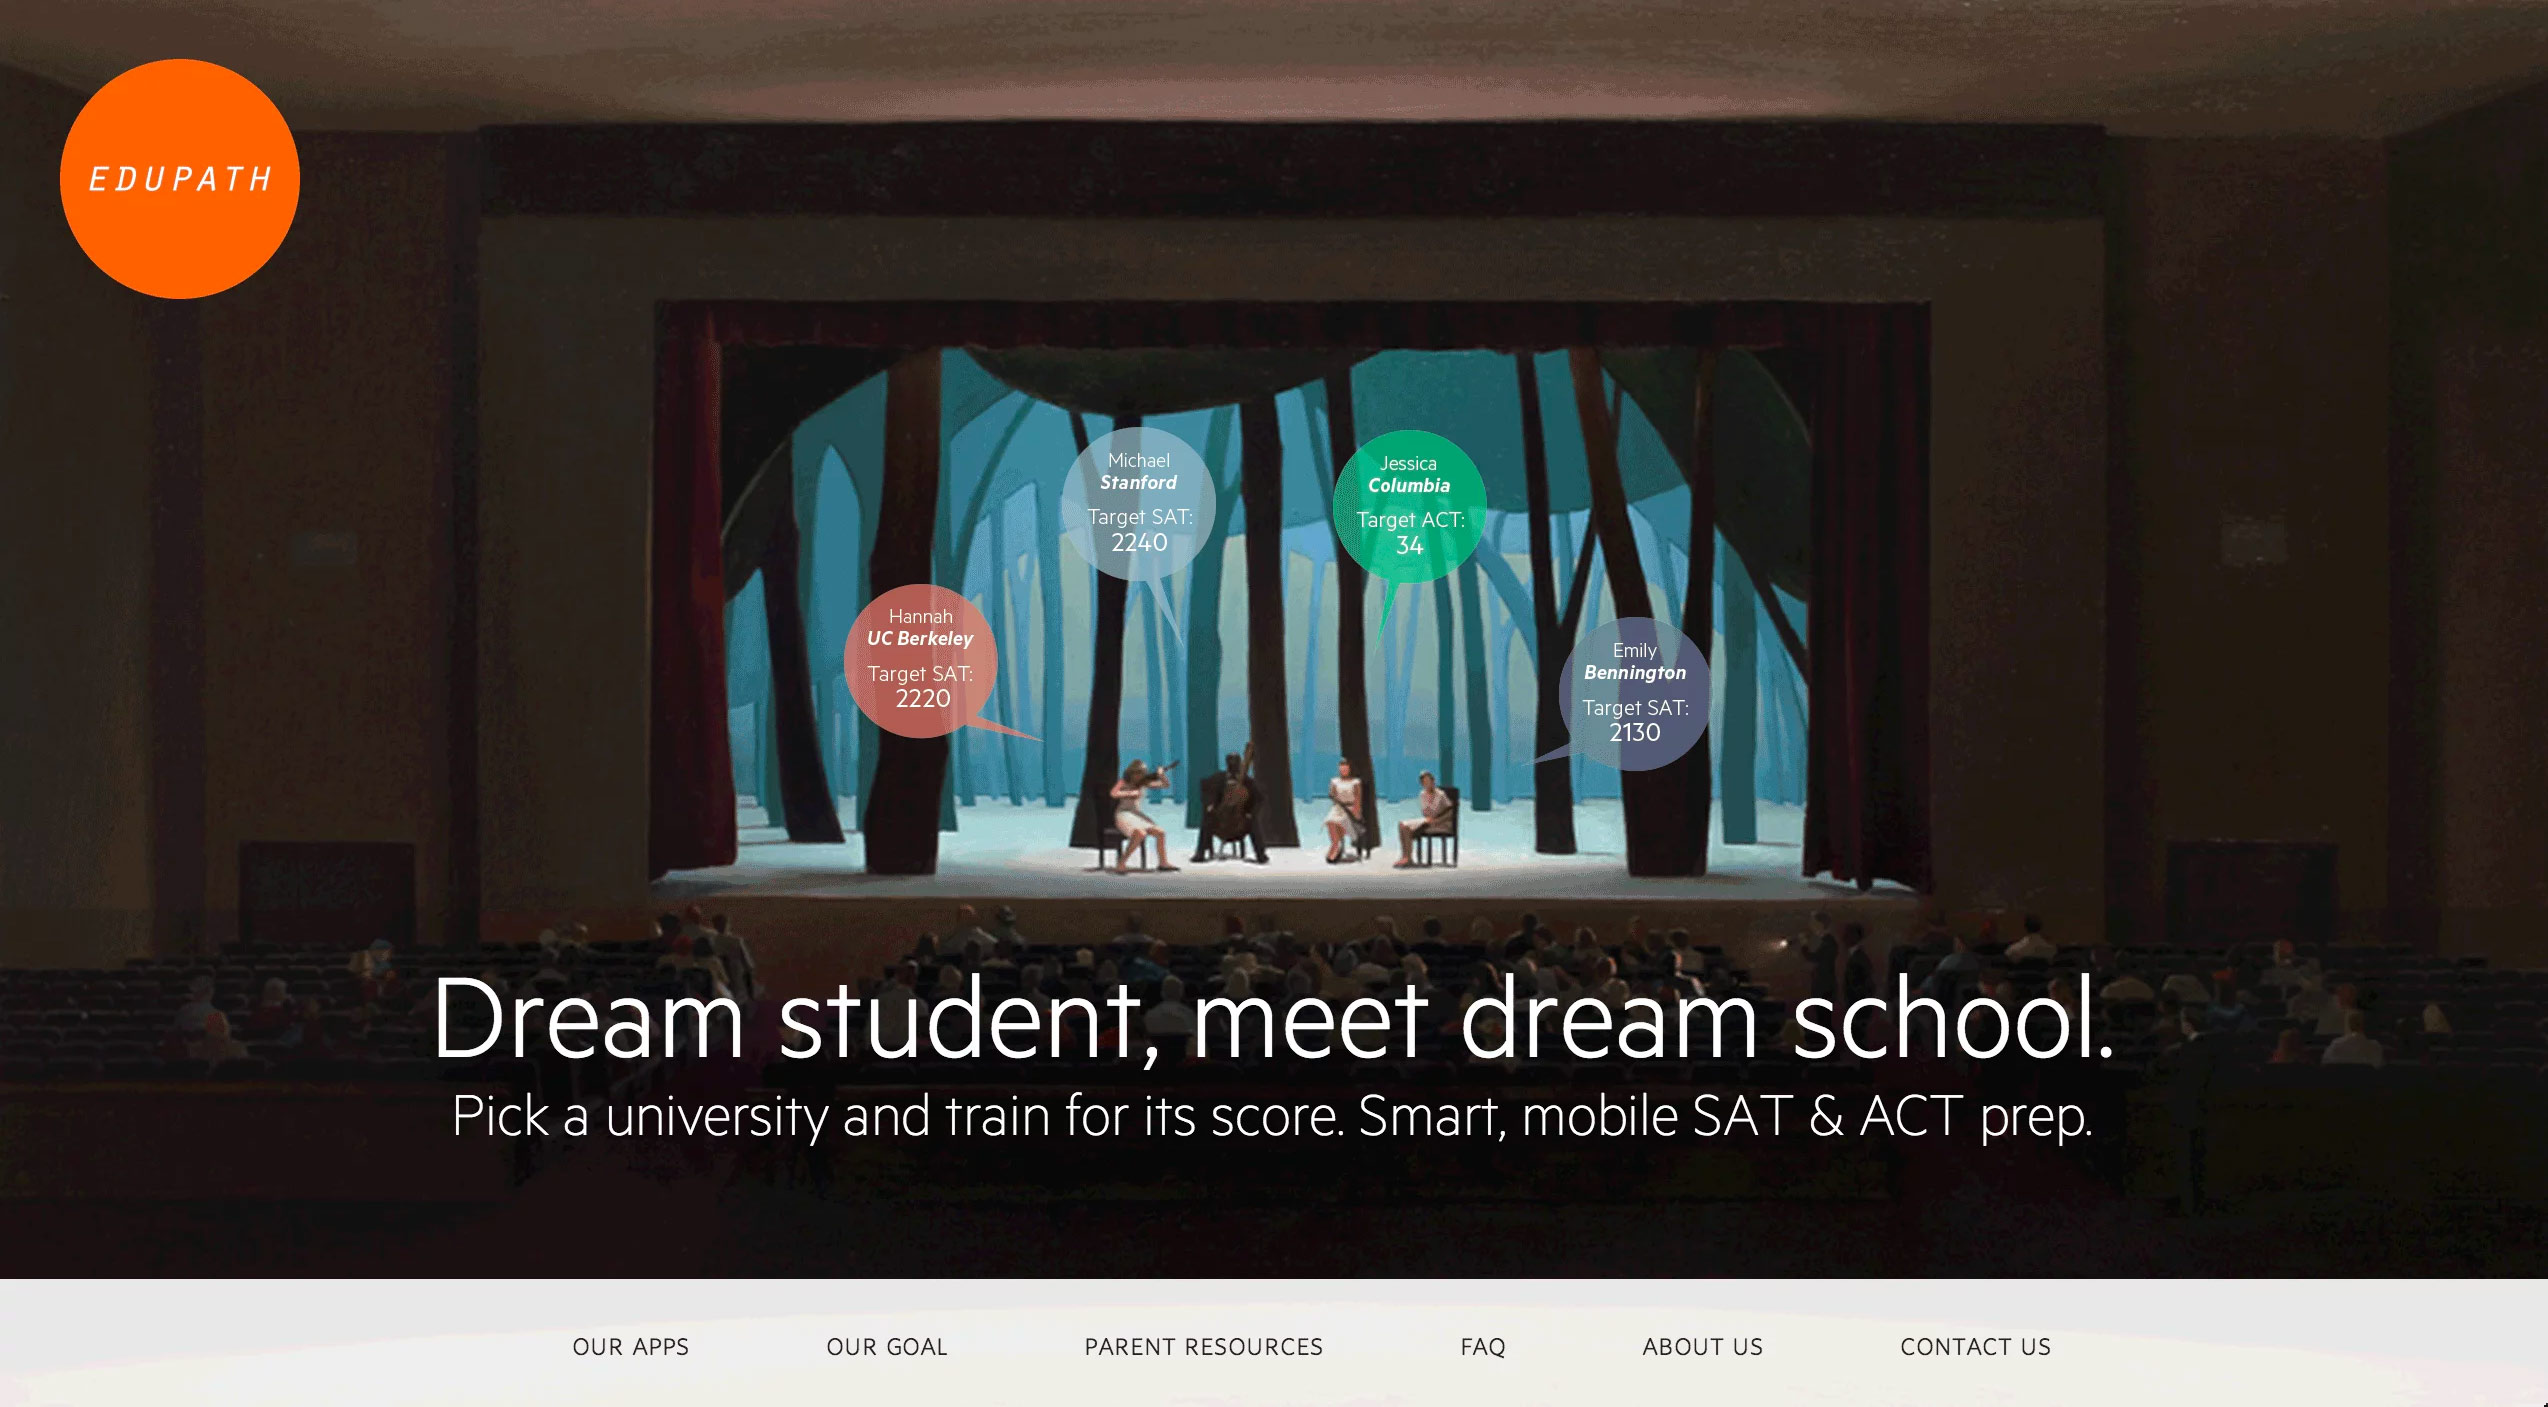 EDUPATH
Michael
Stanford
Target SAT:
2240
Jessica
Columbia
Target ACT:
34
Hannah
UC Berkeley
Target SAT:
2220
Emily
Bennington
Target SAT:
2130
Dream student, meet dream school.
Pick a university and train for its score. Smart, mobile SAT & ACT prep.
OUR APPS
OUR GOAL
PARENT RESOURCES
FAQ
ABOUT US
CONTACT US